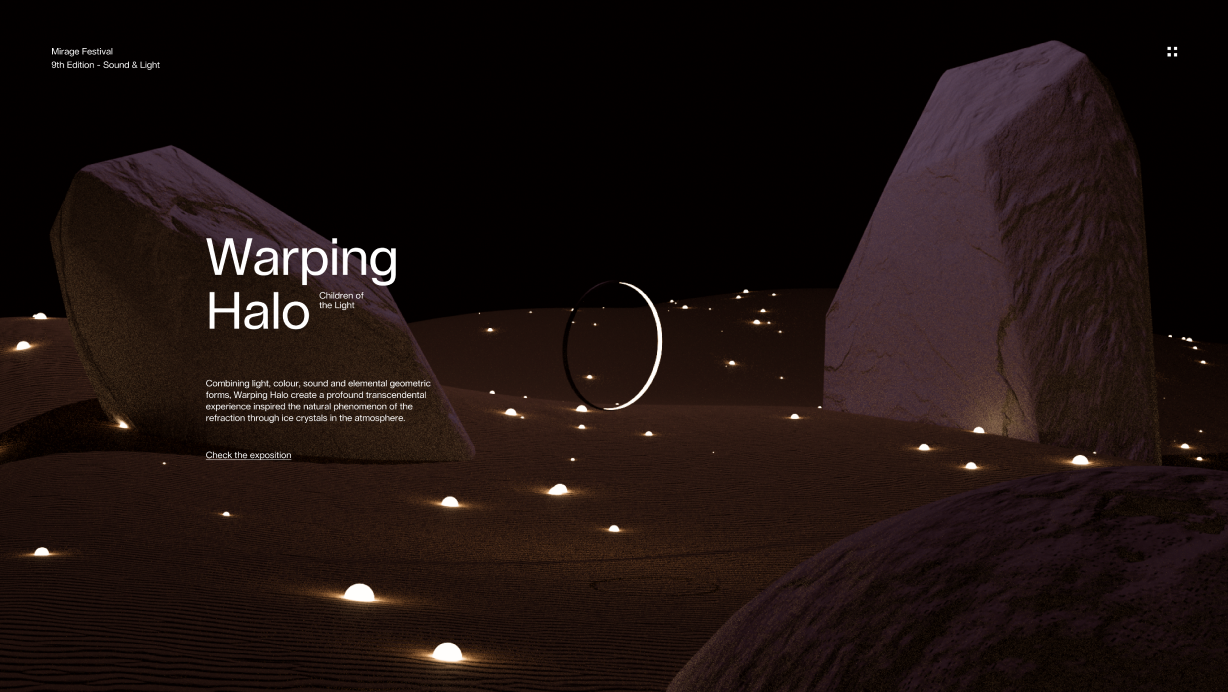 Mirage Festival
9th Edition - Sound & Light
Warping
Halo
Children of
the Light
Combining light, colour, sound and elemental geometric
forms, Warping Halo create a profound transcendental
experience inspired the natural phenomenon of the
refraction through ice crystals in the atmosphere.
Check the exposition